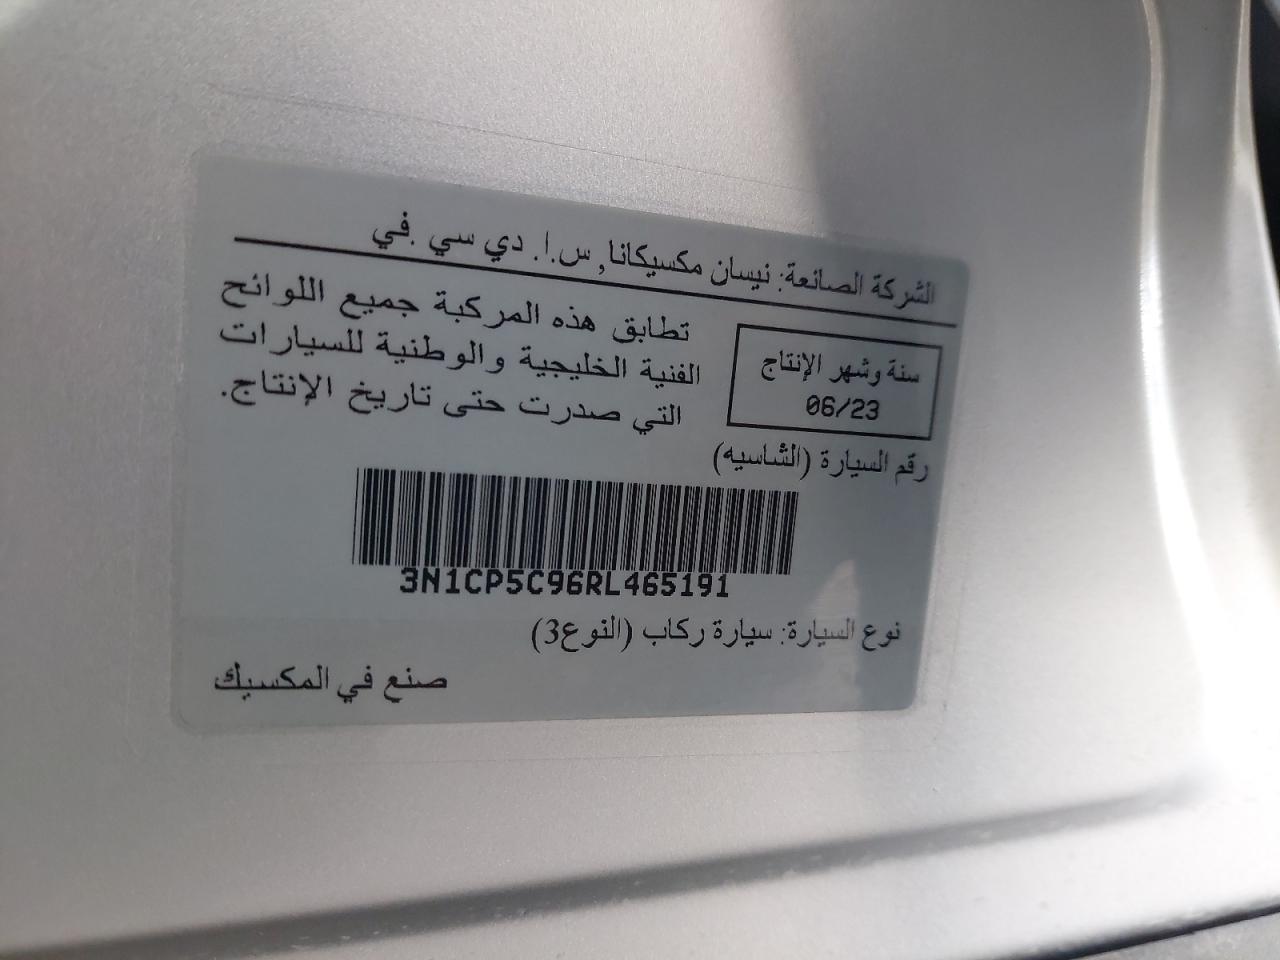 الشركة الصانعة: نيسان مكسيكانا, س.ا. دي سي .في
سنة وشهر الإنتاج
06/23
تطابق هذه المركبة جميع اللوائح
الفنية الخليجية والوطنية للسيارات
التي صدرت حتى تاريخ الإنتاج.
رقم السيارة (الشاسيه)
3N1CP5C96RL465191
نوع السيارة: سيارة ركاب (النوع3)
صنع في المكسيك